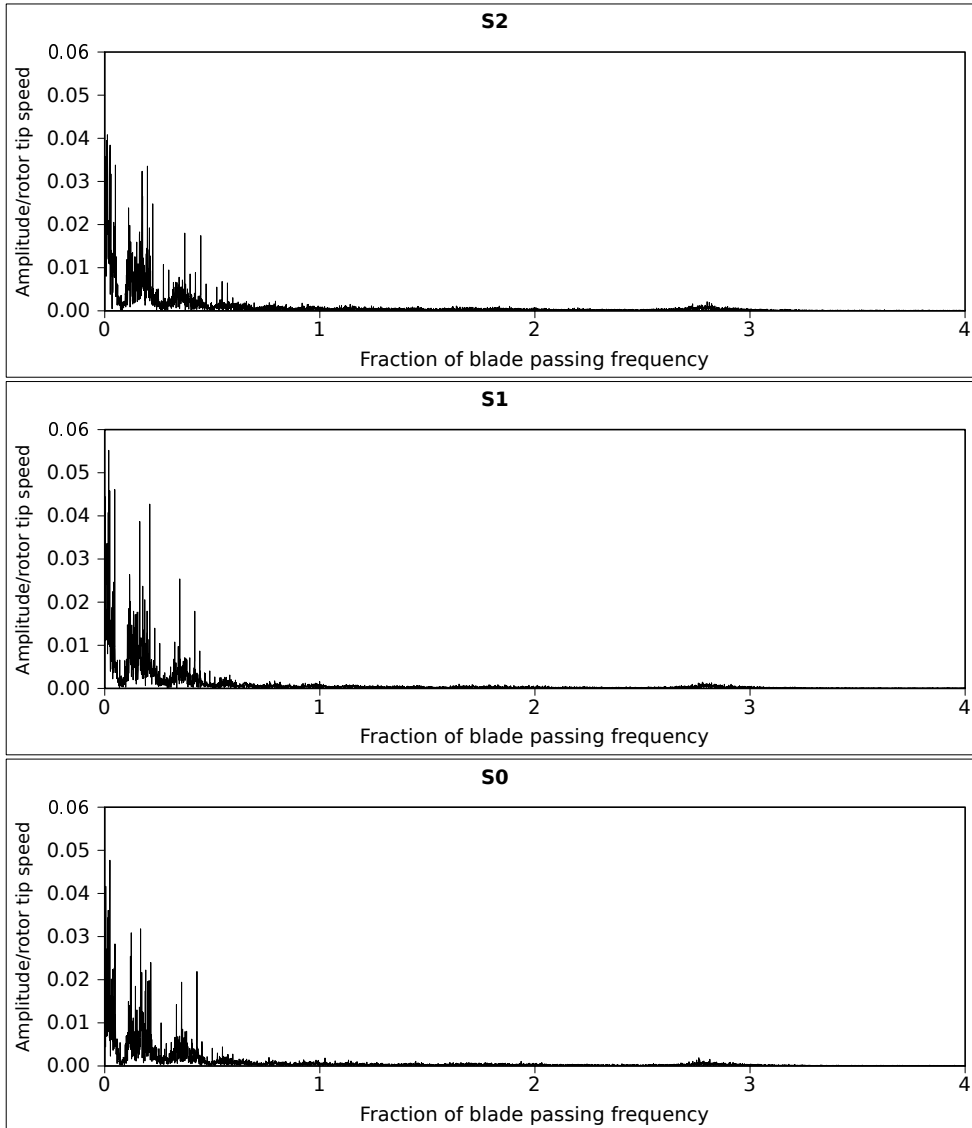 S2
Amplitude/rotor tip speed
0.06
0.05
0.04
0.03
0.02
0.01
0.00
0 1 2 3 4
Fraction of blade passing frequency
S1
Amplitude/rotor tip speed
0.06
0.05
0.04
0.03
0.02
0.01
0.00
0 1 2 3 4
Fraction of blade passing frequency
S0
Amplitude/rotor tip speed
0.06
0.05
0.04
0.03
0.02
0.01
0.00
0 1 2 3 4
Fraction of blade passing frequency